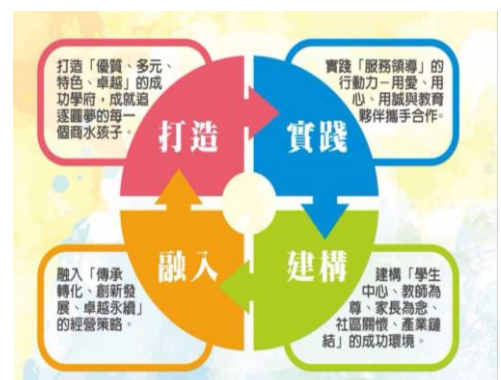 打造「優質、多元、
特色、卓越」的成
功學府，成就追
逐圓夢的每一
個商水孩子。
打造
實踐「服務領導」的
行動力－用愛、用
心、用誠與教育
夥伴攜手合作。
實踐
融入「傳承
轉化、創新發
展、卓越永續」
的經營策略。
融入
建構「學生
中心、教師為
尊、家長為念、
社區關懷、產業鏈
結」的成功環境。
建構